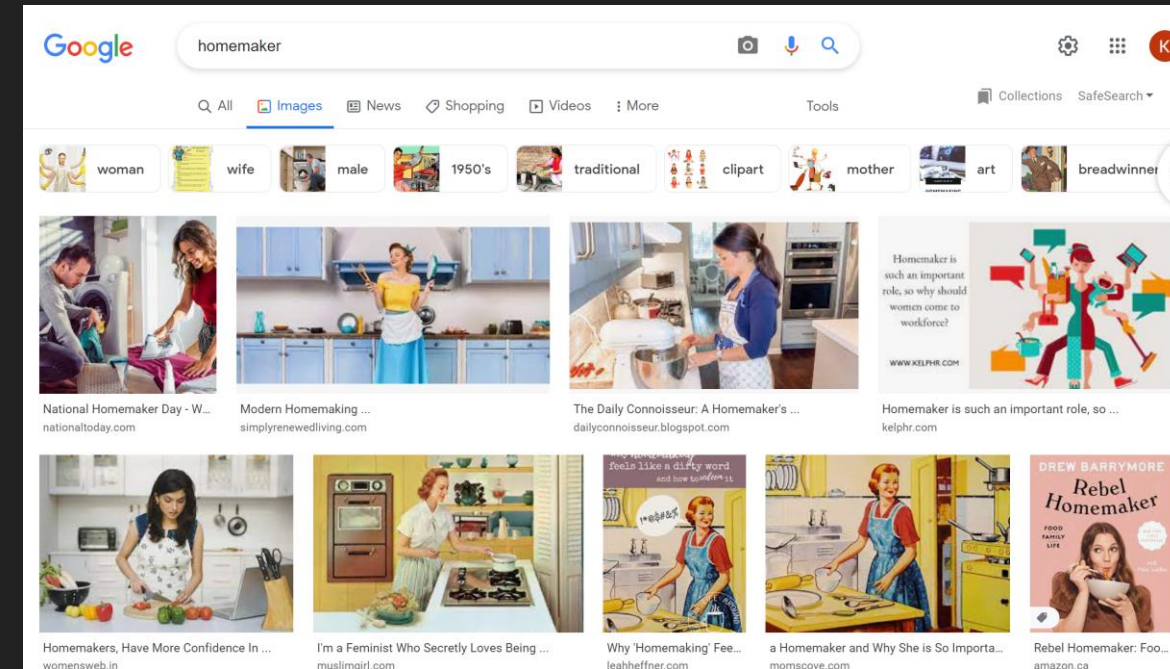 Google
homemaker
K
All Images News Shopping Videos More Tools
Collections SafeSearch
woman wife male 1950's traditional clipart mother art breadwinner
Homemaker is
such an important
role, so why should
women come to
workforce?
WWW.KELPHR.COM
National Homemaker Day - W... Modern Homemaking ... The Daily Connoisseur: A Homemaker's ... Homemaker is such an important role, so ...
nationaltoday.com simplyrenewedliving.com dailyconnoisseur.blogspot.com kelphr.com
feels like a dirty word
and how to redeem it
!*@$#&%
DREW BARRYMORE
Rebel
Homemaker
FOOD
FAMILY
LIFE
Homemakers, Have More Confidence In ... I'm a Feminist Who Secretly Loves Being ... Why 'Homemaking' Fee... a Homemaker and Why She is So Importa... Rebel Homemaker: Foo...
womensweb.in muslimgirl.com leahheffner.com momscove.com amazon.ca